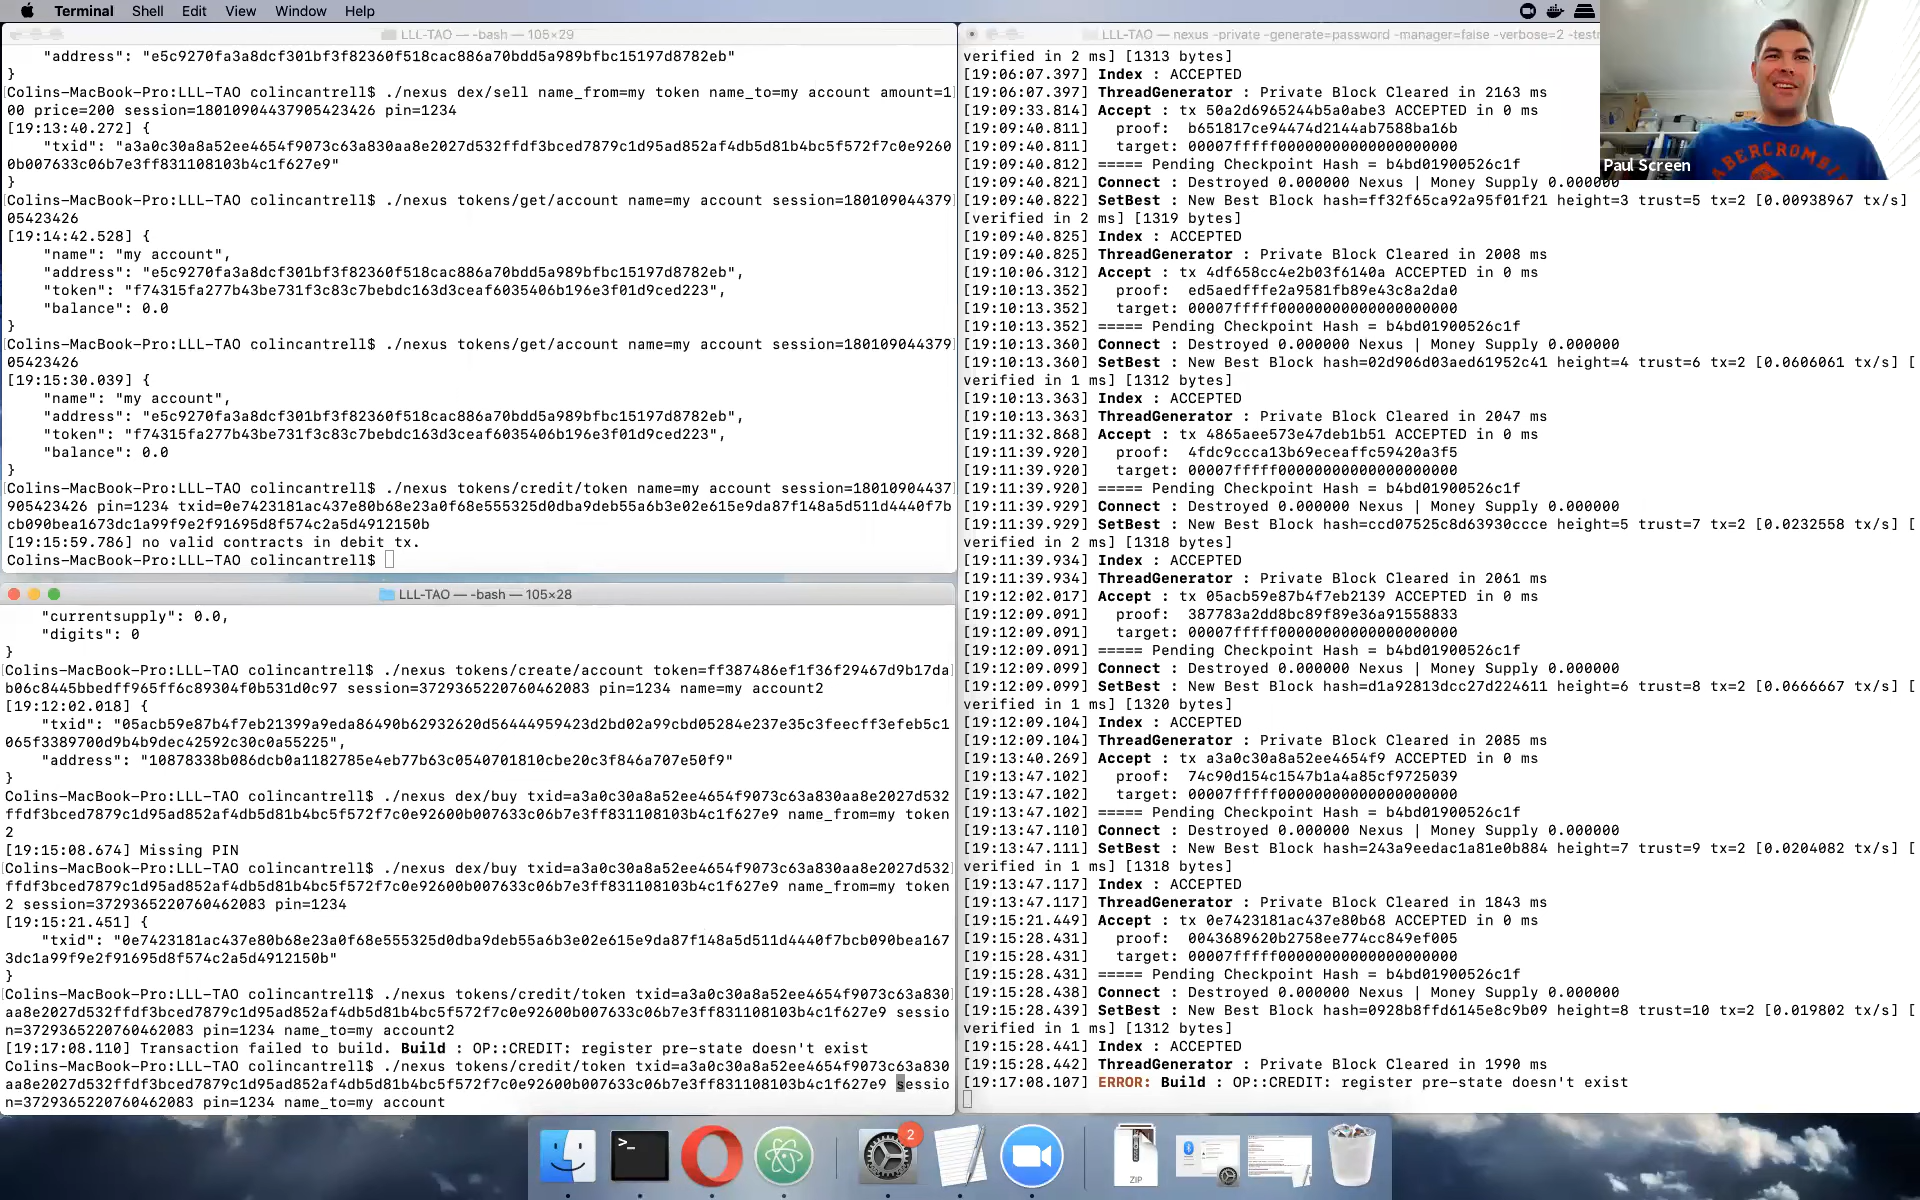 Terminal Shell Edit View Window Help
LLL-TAO — -bash — 105×29
"address": "e5c9270fa3a8dcf301bf3f82360f518cac886a70bdd5a989bfbc15197d8782eb"
}
Colins-MacBook-Pro:LLL-TAO colincantrell$ ./nexus dex/sell name_from=my token name_to=my account amount=1
00 price=200 session=18010904437905423426 pin=1234
[19:13:40.272] {
"txid": "a3a0c30a8a52ee4654f9073c63a830aa8e2027d532ffdf3bced7879c1d95ad852af4db5d81b4bc5f572f7c0e9260
0b007633c06b7e3ff831108103b4c1f627e9"
}
Colins-MacBook-Pro:LLL-TAO colincantrell$ ./nexus tokens/get/account name=my account session=180109044379
05423426
[19:14:42.528] {
"name": "my account",
"address": "e5c9270fa3a8dcf301bf3f82360f518cac886a70bdd5a989bfbc15197d8782eb",
"token": "f74315fa277b43be731f3c83c7bebdc163d3ceaf6035406b196e3f01d9ced223",
"balance": 0.0
}
Colins-MacBook-Pro:LLL-TAO colincantrell$ ./nexus tokens/get/account name=my account session=180109044379
05423426
[19:15:30.039] {
"name": "my account",
"address": "e5c9270fa3a8dcf301bf3f82360f518cac886a70bdd5a989bfbc15197d8782eb",
"token": "f74315fa277b43be731f3c83c7bebdc163d3ceaf6035406b196e3f01d9ced223",
"balance": 0.0
}
Colins-MacBook-Pro:LLL-TAO colincantrell$ ./nexus tokens/credit/token name=my account session=18010904437
905423426 pin=1234 txid=0e7423181ac437e80b68e23a0f68e555325d0dba9deb55a6b3e02e615e9da87f148a5d511d4440f7b
cb090bea1673dc1a99f9e2f91695d8f574c2a5d4912150b
[19:15:59.786] no valid contracts in debit tx.
Colins-MacBook-Pro:LLL-TAO colincantrell$
LLL-TAO — -bash — 105×28
"currentsupply": 0.0,
"digits": 0
}
Colins-MacBook-Pro:LLL-TAO colincantrell$ ./nexus tokens/create/account token=ff387486ef1f36f29467d9b17da
b06c8445bbedff965ff6c89304f0b531d0c97 session=3729365220760462083 pin=1234 name=my account2
[19:12:02.018] {
"txid": "05acb59e87b4f7eb21399a9eda86490b62932620d56444959423d2bd02a99cbd05284e237e35c3feecff3efeb5c1
065f3389700d9b4b9dec42592c30c0a55225",
"address": "10878338b086dcb0a1182785e4eb77b63c0540701810cbe20c3f846a707e50f9"
}
Colins-MacBook-Pro:LLL-TAO colincantrell$ ./nexus dex/buy txid=a3a0c30a8a52ee4654f9073c63a830aa8e2027d532
ffdf3bced7879c1d95ad852af4db5d81b4bc5f572f7c0e92600b007633c06b7e3ff831108103b4c1f627e9 name_from=my token
2
[19:15:08.674] Missing PIN
Colins-MacBook-Pro:LLL-TAO colincantrell$ ./nexus dex/buy txid=a3a0c30a8a52ee4654f9073c63a830aa8e2027d532
ffdf3bced7879c1d95ad852af4db5d81b4bc5f572f7c0e92600b007633c06b7e3ff831108103b4c1f627e9 name_from=my token
2 session=3729365220760462083 pin=1234
[19:15:21.451] {
"txid": "0e7423181ac437e80b68e23a0f68e555325d0dba9deb55a6b3e02e615e9da87f148a5d511d4440f7bcb090bea167
3dc1a99f9e2f91695d8f574c2a5d4912150b"
}
Colins-MacBook-Pro:LLL-TAO colincantrell$ ./nexus tokens/credit/token txid=a3a0c30a8a52ee4654f9073c63a830
aa8e2027d532ffdf3bced7879c1d95ad852af4db5d81b4bc5f572f7c0e92600b007633c06b7e3ff831108103b4c1f627e9 sessio
n=3729365220760462083 pin=1234 name_to=my account2
[19:17:08.110] Transaction failed to build. Build : OP::CREDIT: register pre-state doesn't exist
Colins-MacBook-Pro:LLL-TAO colincantrell$ ./nexus tokens/credit/token txid=a3a0c30a8a52ee4654f9073c63a830
aa8e2027d532ffdf3bced7879c1d95ad852af4db5d81b4bc5f572f7c0e92600b007633c06b7e3ff831108103b4c1f627e9 sessio
n=3729365220760462083 pin=1234 name_to=my account
LLL-TAO — nexus -private -generate=password -manager=false -verbose=2 -testn
verified in 2 ms] [1313 bytes]
[19:06:07.397] Index : ACCEPTED
[19:06:07.397] ThreadGenerator : Private Block Cleared in 2163 ms
[19:09:33.814] Accept : tx 50a2d6965244b5a0abe3 ACCEPTED in 0 ms
[19:09:40.811] proof: b651817ce94474d2144ab7588ba16b
[19:09:40.811] target: 00007fffff00000000000000000000
[19:09:40.812] ===== Pending Checkpoint Hash = b4bd01900526c1f
[19:09:40.821] Connect : Destroyed 0.000000 Nexus | Money Supply 0.000000
[19:09:40.822] SetBest : New Best Block hash=ff32f65ca92a95f01f21 height=3 trust=5 tx=2 [0.00938967 tx/s]
[verified in 2 ms] [1319 bytes]
[19:09:40.825] Index : ACCEPTED
[19:09:40.825] ThreadGenerator : Private Block Cleared in 2008 ms
[19:10:06.312] Accept : tx 4df658cc4e2b03f6140a ACCEPTED in 0 ms
[19:10:13.352] proof: ed5aedfffe2a9581fb89e43c8a2da0
[19:10:13.352] target: 00007fffff00000000000000000000
[19:10:13.352] ===== Pending Checkpoint Hash = b4bd01900526c1f
[19:10:13.360] Connect : Destroyed 0.000000 Nexus | Money Supply 0.000000
[19:10:13.360] SetBest : New Best Block hash=02d906d03aed61952c41 height=4 trust=6 tx=2 [0.0606061 tx/s] [
verified in 1 ms] [1312 bytes]
[19:10:13.363] Index : ACCEPTED
[19:10:13.363] ThreadGenerator : Private Block Cleared in 2047 ms
[19:11:32.868] Accept : tx 4865aee573e47deb1b51 ACCEPTED in 0 ms
[19:11:39.920] proof: 4fdc9ccca13b69eceaffc59420a3f5
[19:11:39.920] target: 00007fffff00000000000000000000
[19:11:39.920] ===== Pending Checkpoint Hash = b4bd01900526c1f
[19:11:39.929] Connect : Destroyed 0.000000 Nexus | Money Supply 0.000000
[19:11:39.929] SetBest : New Best Block hash=ccd07525c8d63930ccce height=5 trust=7 tx=2 [0.0232558 tx/s] [
verified in 2 ms] [1318 bytes]
[19:11:39.934] Index : ACCEPTED
[19:11:39.934] ThreadGenerator : Private Block Cleared in 2061 ms
[19:12:02.017] Accept : tx 05acb59e87b4f7eb2139 ACCEPTED in 0 ms
[19:12:09.091] proof: 387783a2dd8bc89f89e36a91558833
[19:12:09.091] target: 00007fffff00000000000000000000
[19:12:09.091] ===== Pending Checkpoint Hash = b4bd01900526c1f
[19:12:09.099] Connect : Destroyed 0.000000 Nexus | Money Supply 0.000000
[19:12:09.099] SetBest : New Best Block hash=d1a92813dcc27d224611 height=6 trust=8 tx=2 [0.0666667 tx/s] [
verified in 1 ms] [1320 bytes]
[19:12:09.104] Index : ACCEPTED
[19:12:09.104] ThreadGenerator : Private Block Cleared in 2085 ms
[19:13:40.269] Accept : tx a3a0c30a8a52ee4654f9 ACCEPTED in 0 ms
[19:13:47.102] proof: 74c90d154c1547b1a4a85cf9725039
[19:13:47.102] target: 00007fffff00000000000000000000
[19:13:47.102] ===== Pending Checkpoint Hash = b4bd01900526c1f
[19:13:47.110] Connect : Destroyed 0.000000 Nexus | Money Supply 0.000000
[19:13:47.111] SetBest : New Best Block hash=243a9eedac1a81e0b884 height=7 trust=9 tx=2 [0.0204082 tx/s] [
verified in 1 ms] [1318 bytes]
[19:13:47.117] Index : ACCEPTED
[19:13:47.117] ThreadGenerator : Private Block Cleared in 1843 ms
[19:15:21.449] Accept : tx 0e7423181ac437e80b68 ACCEPTED in 0 ms
[19:15:28.431] proof: 0043689620b2758ee774cc849ef005
[19:15:28.431] target: 00007fffff00000000000000000000
[19:15:28.431] ===== Pending Checkpoint Hash = b4bd01900526c1f
[19:15:28.438] Connect : Destroyed 0.000000 Nexus | Money Supply 0.000000
[19:15:28.439] SetBest : New Best Block hash=0928b8ffd6145e8c9b09 height=8 trust=10 tx=2 [0.019802 tx/s] [
verified in 1 ms] [1312 bytes]
[19:15:28.441] Index : ACCEPTED
[19:15:28.442] ThreadGenerator : Private Block Cleared in 1990 ms
[19:17:08.107] ERROR: Build : OP::CREDIT: register pre-state doesn't exist
Paul Screen
ABERCROMBIE
2
ZIP